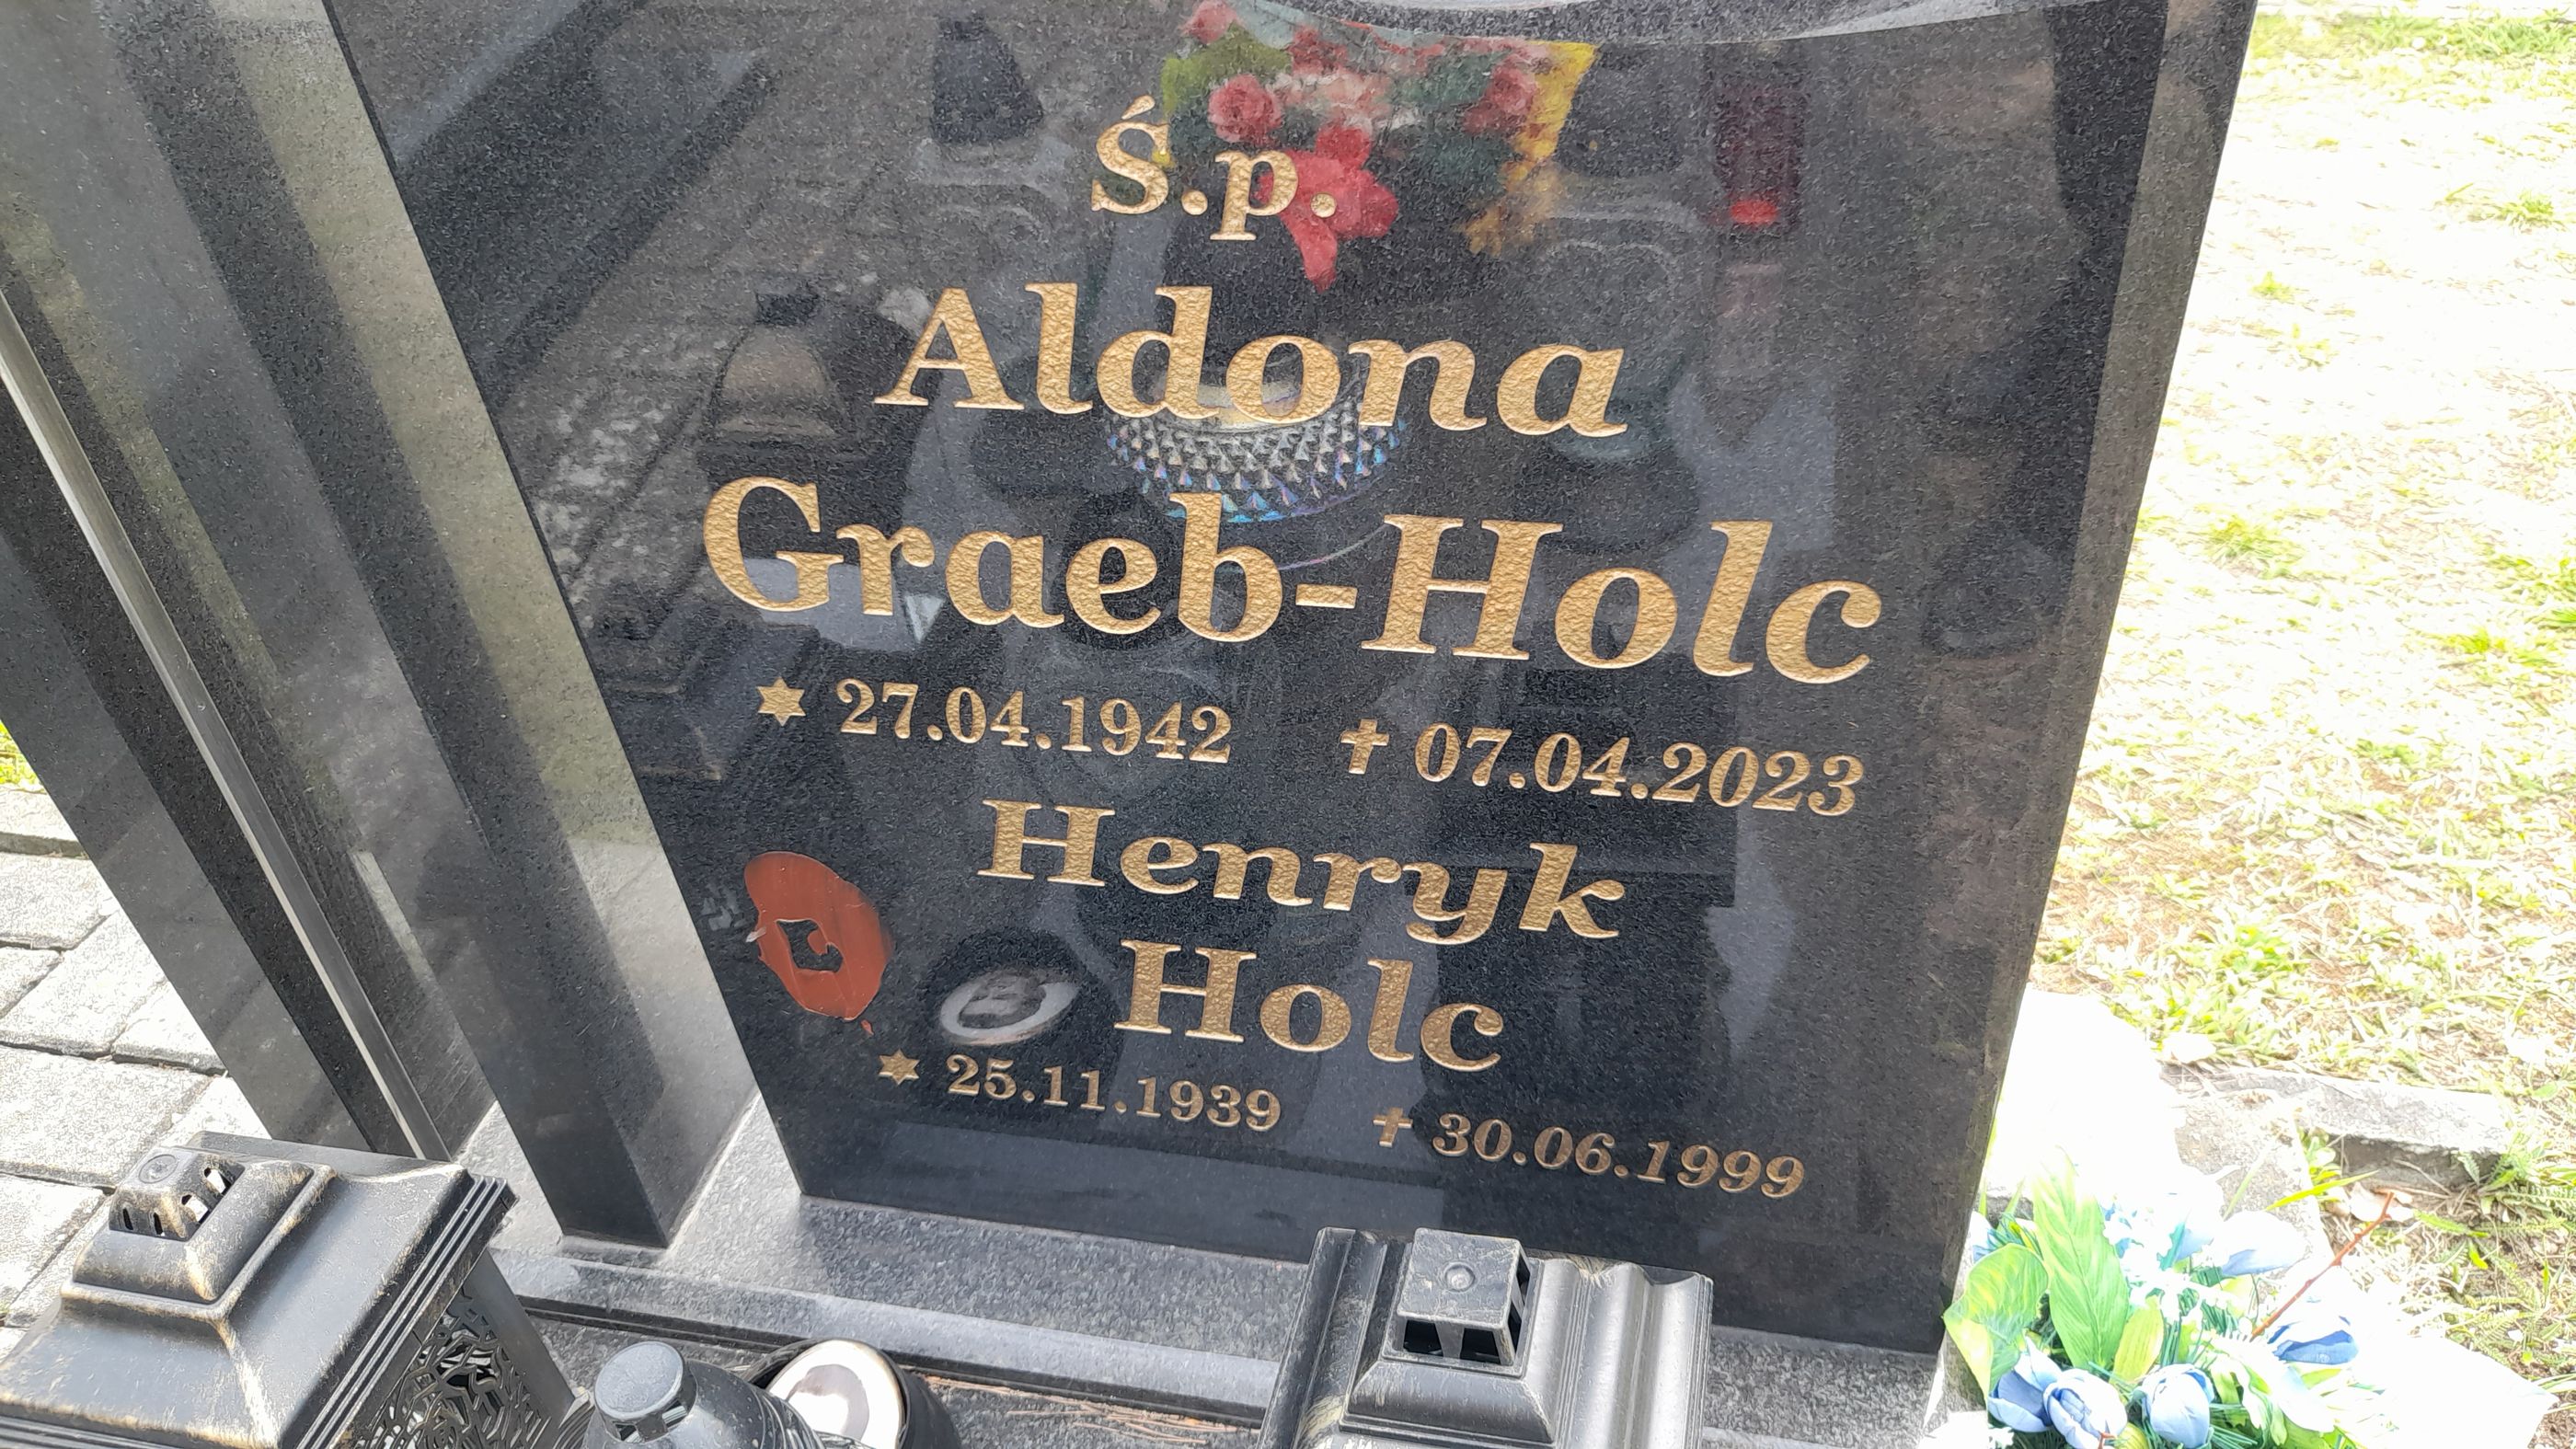 Ś.p.
Aldona
Graeb-Holc
✶ 27.04.1942 ✝ 07.04.2023
Henryk
Holc
✶ 25.11.1939 ✝ 30.06.1999